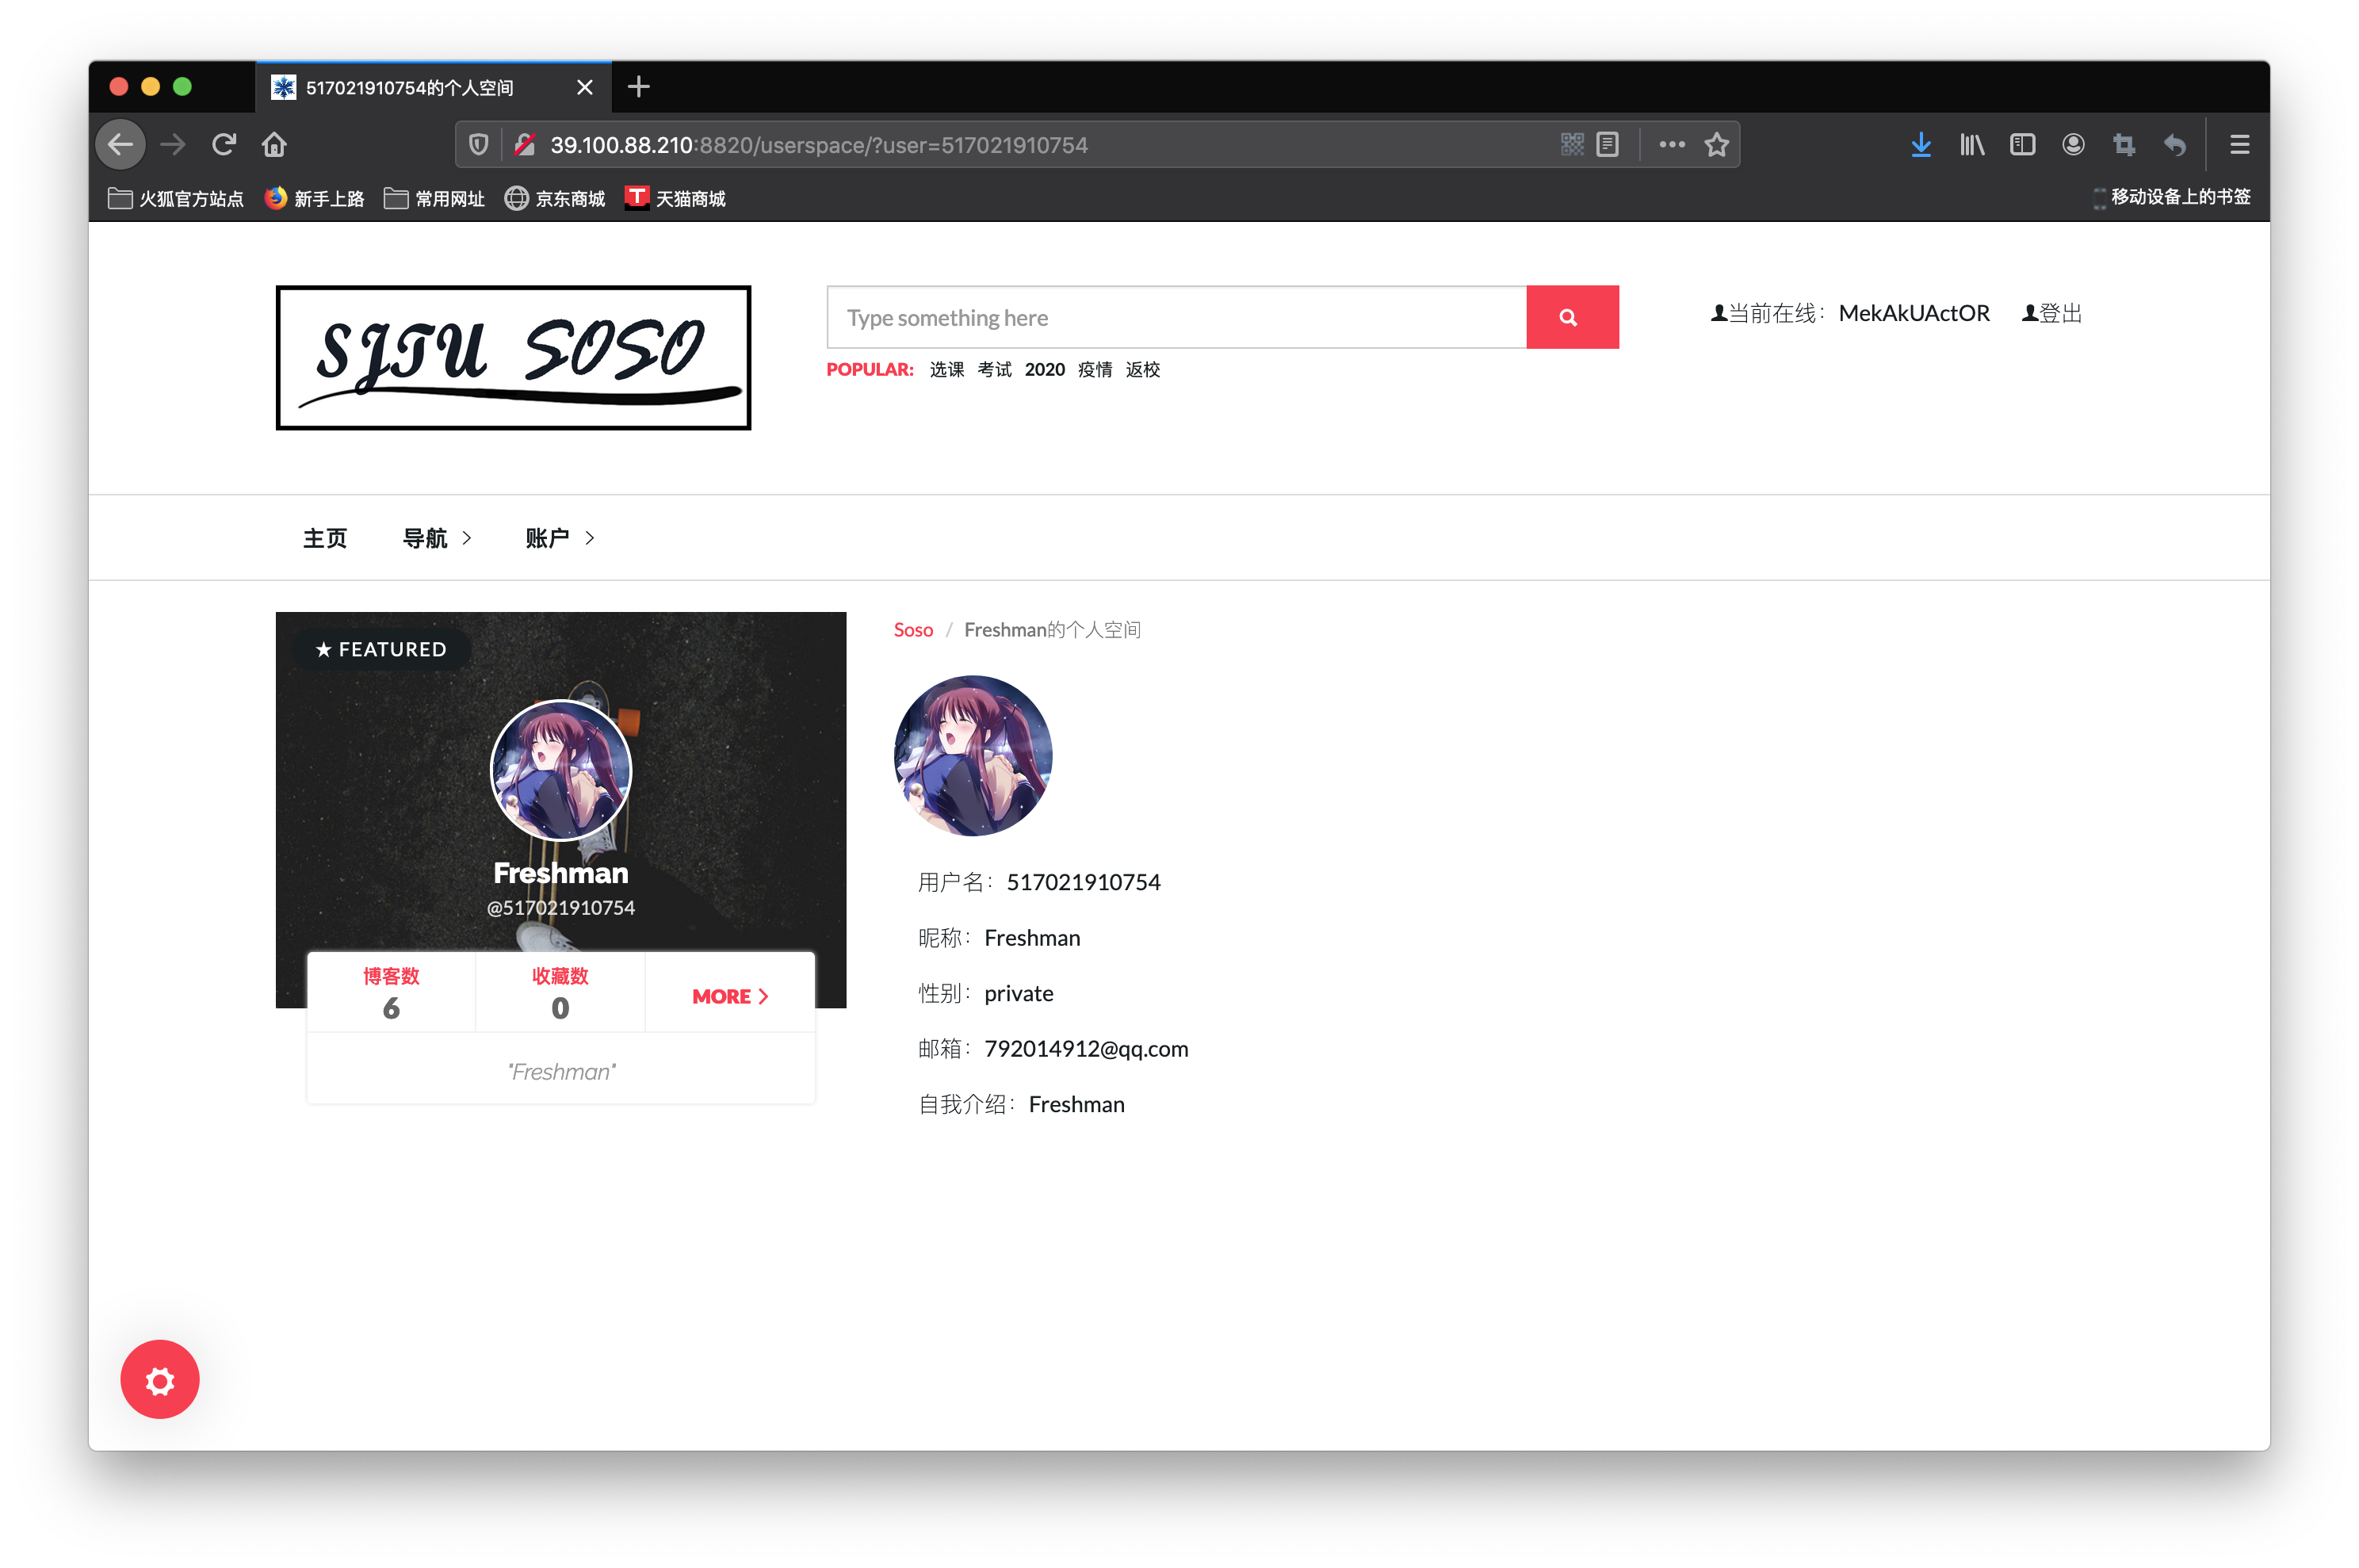 517021910754的个人空间
39.100.88.210:8820/userspace/?user=517021910754
火狐官方站点 新手上路 常用网址 京东商城 天猫商城 移动设备上的书签
SJTU SOSO
Type something here
当前在线：MekAkUActOR 登出
POPULAR: 选课 考试 2020 疫情 返校
主页 导航 账户
FEATURED
Freshman
@517021910754
博客数 收藏数 MORE
6 0
"Freshman"
Soso / Freshman的个人空间
用户名：517021910754
昵称：Freshman
性别：private
邮箱：792014912@qq.com
自我介绍：Freshman